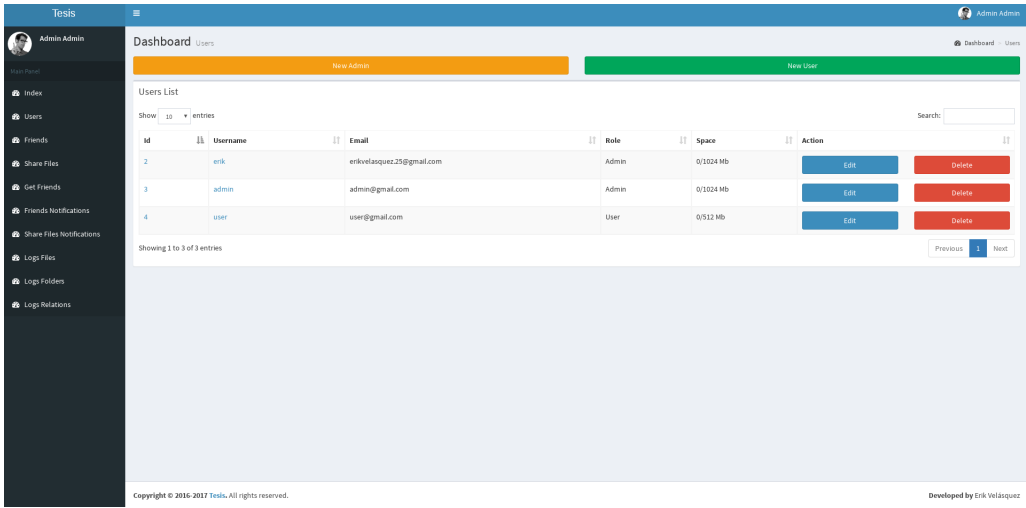 Tesis
Admin Admin
Admin Admin
Main Panel
Index
Users
Friends
Share Files
Get Friends
Friends Notifications
Share Files Notifications
Logs Files
Logs Folders
Logs Relations
Dashboard Users
Dashboard > Users
New Admin New User
Users List
Show 10 entries Search:
Id Username Email Role Space Action
2 erik erikvelasquez.25@gmail.com Admin 0/1024 Mb Edit Delete
3 admin admin@gmail.com Admin 0/1024 Mb Edit Delete
4 user user@gmail.com User 0/512 Mb Edit Delete
Showing 1 to 3 of 3 entries Previous 1 Next
Copyright © 2016-2017 Tesis. All rights reserved. Developed by Erik Velásquez